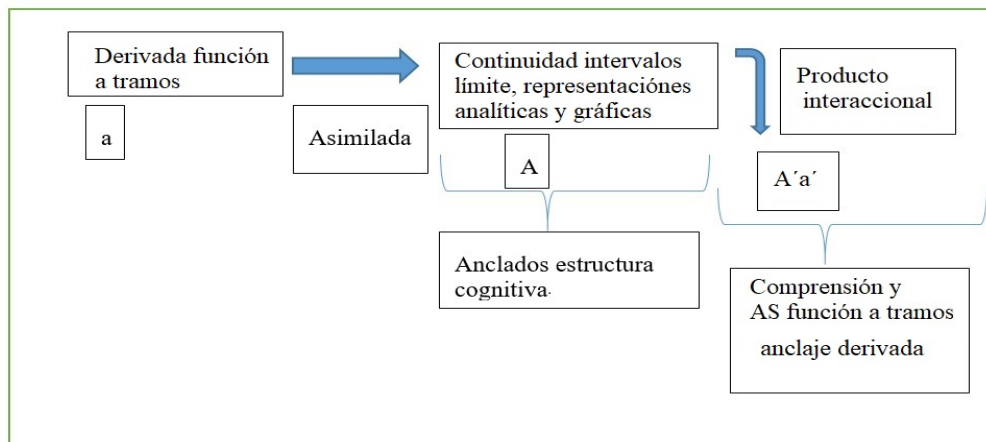 Derivada función
a tramos
a
Asimilada
Continuidad intervalos
límite, representaciónes
analíticas y gráficas
A
Anclados estructura
cognitiva.
Producto
interaccional
A´a´
Comprensión y
AS función a tramos
anclaje derivada